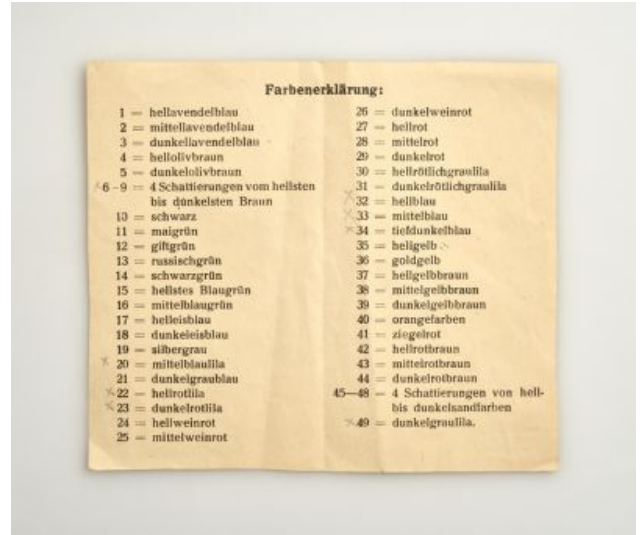 Farbenerklärung:
1 = hellavendelblau
2 = mittellavendelblau
3 = dunkellavendelblau
4 = hellolivbraun
5 = dunkelolivbraun
6-9 = 4 Schattierungen vom hellsten
bis dunkelsten Braun
10 = schwarz
11 = maigrün
12 = giftgrün
13 = russischgrün
14 = schwarzgrün
15 = hellstes Blaugrün
16 = mittelblaugrün
17 = helleisblau
18 = dunkeleisblau
19 = silbergrau
20 = mittelblaulila
21 = dunkelgraublau
22 = hellrotlila
23 = dunkelrotlila
24 = hellweinrot
25 = mittelweinrot
26 = dunkelweinrot
27 = hellrot
28 = mittelrot
29 = dunkelrot
30 = hellrötlichgraulila
31 = dunkelrötlichgraulila
32 = hellblau
33 = mittelblau
34 = tiefdunkelblau
35 = hellgelb
36 = goldgelb
37 = hellgelbbraun
38 = mittelgelbbraun
39 = dunkelgelbbraun
40 = orangefarben
41 = ziegelrot
42 = hellrotbraun
43 = mittelrotbraun
44 = dunkelrotbraun
45—48 = 4 Schattierungen von hell-
bis dunkelsandfarben
49 = dunkelgraulila.